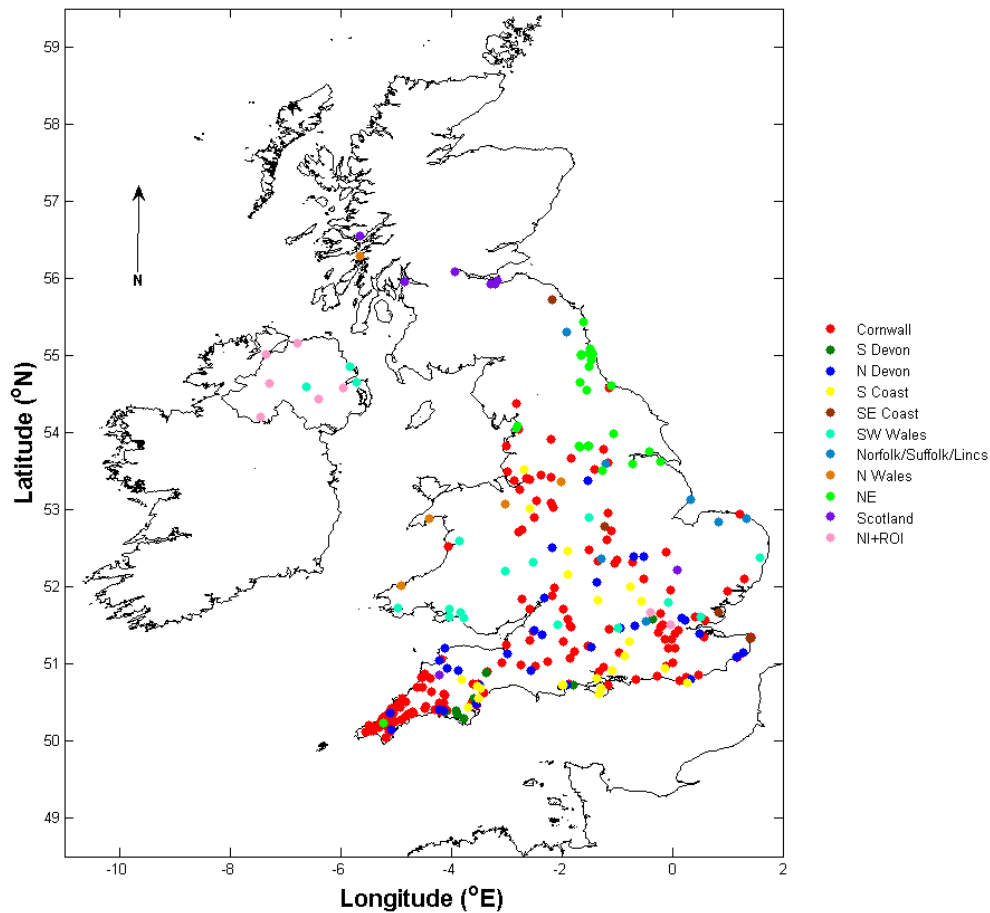 59
58
57
56
55
54
53
52
51
50
49
Latitude (°N)
N
-10
-8
-6
-4
-2
0
2
Longitude (°E)
Cornwall
S Devon
N Devon
S Coast
SE Coast
SW Wales
Norfolk/Suffolk/Lincs
N Wales
NE
Scotland
NI+ROI